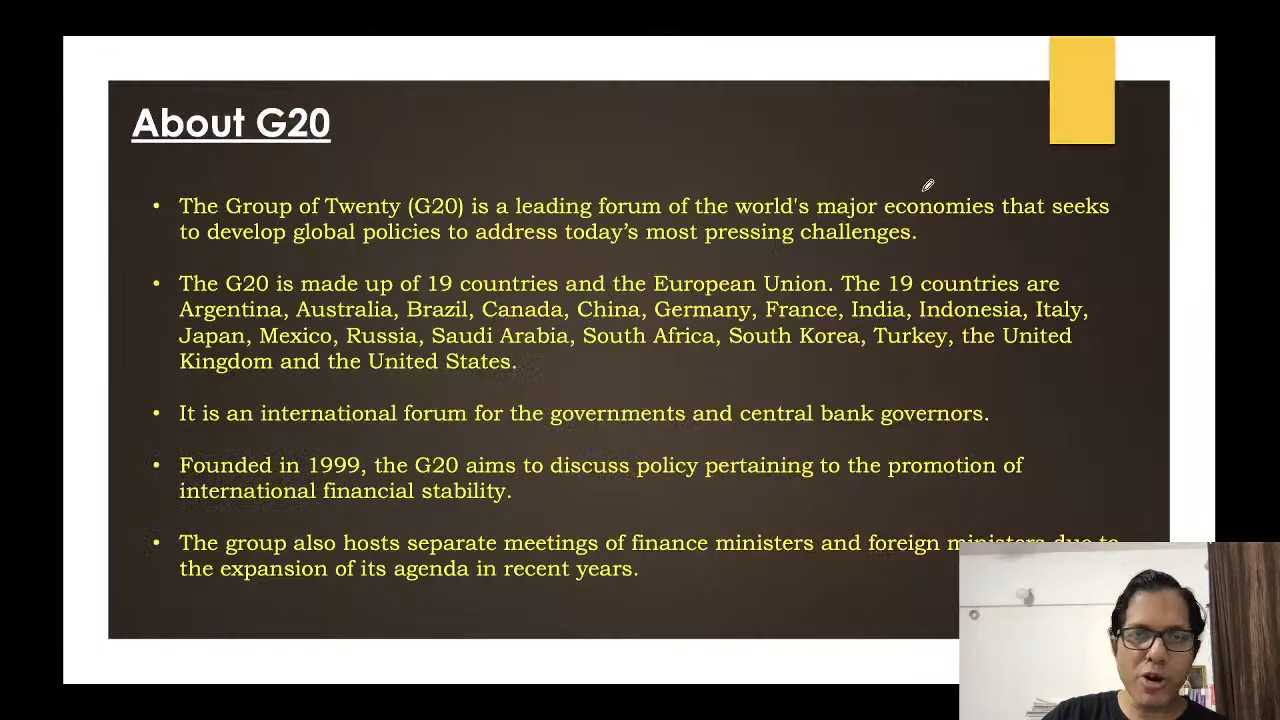 About G20
• The Group of Twenty (G20) is a leading forum of the world's major economies that seeks
to develop global policies to address today’s most pressing challenges.
• The G20 is made up of 19 countries and the European Union. The 19 countries are
Argentina, Australia, Brazil, Canada, China, Germany, France, India, Indonesia, Italy,
Japan, Mexico, Russia, Saudi Arabia, South Africa, South Korea, Turkey, the United
Kingdom and the United States.
• It is an international forum for the governments and central bank governors.
• Founded in 1999, the G20 aims to discuss policy pertaining to the promotion of
international financial stability.
• The group also hosts separate meetings of finance ministers and foreign ministers due to
the expansion of its agenda in recent years.